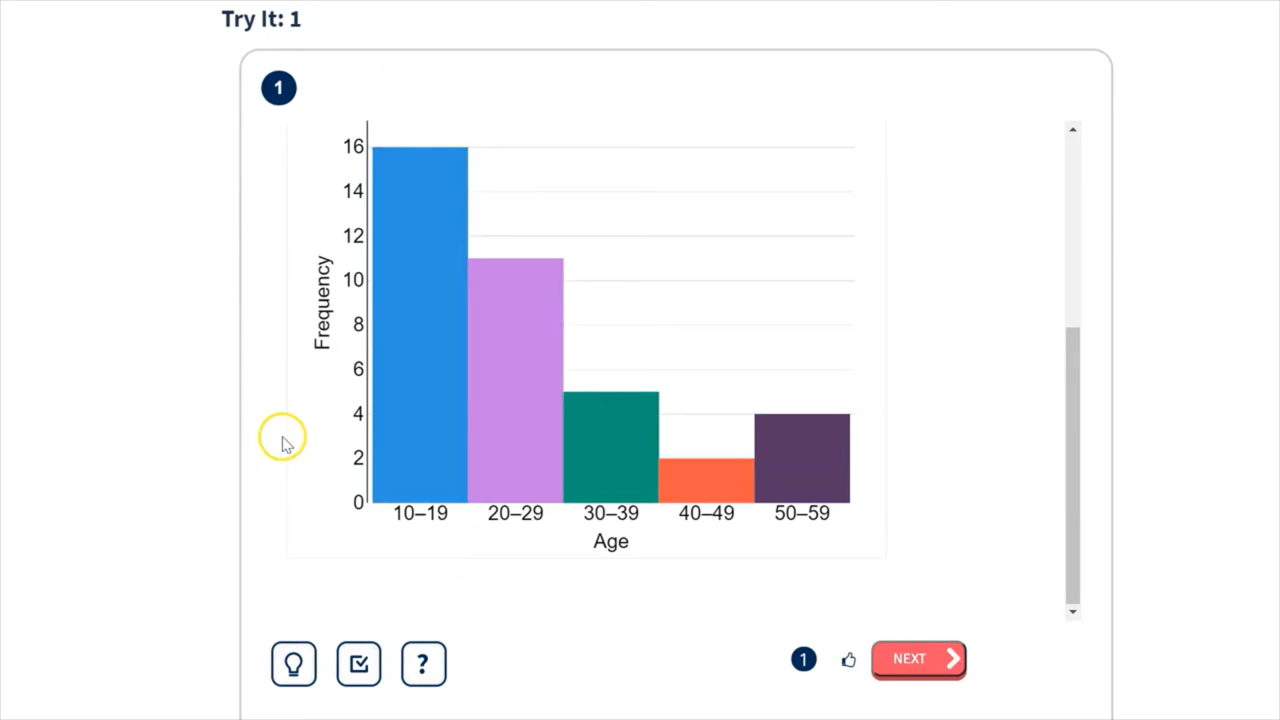 Try It: 1
1
16
14
12
10
8
6
4
2
0
Frequency
10–19 20–29 30–39 40–49 50–59
Age
?
1
NEXT